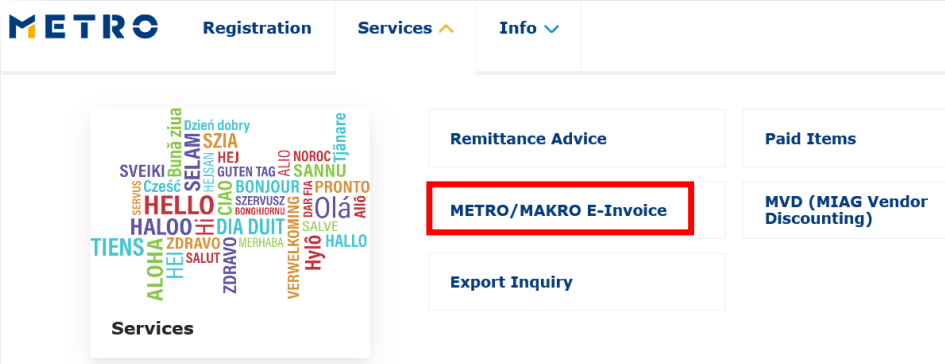 METRO
Registration
Services
Info
Bună ziua
Dzień dobry
Tjänare
SELAM
SZIA
HEJSAN
HEJ
ALIO
NOROC
SVEIKI
GUTEN TAG
SANNU
SERVUS
Cześć
CIAO
BONJOUR
DAR FIA
PRONTO
HELLO
Hi
SZERVUSZ
BONGHJORNU
Olá
Allô
HALOO
DIA DUIT
VERWELKOMING
SALVE
TIENS
ALOHA
HEI
ZDRAVO
SALUT
ZDRAVO
MERHABA
Hylô
HALLO
Services
Remittance Advice
Paid Items
METRO/MAKRO E-Invoice
MVD (MIAG Vendor
Discounting)
Export Inquiry